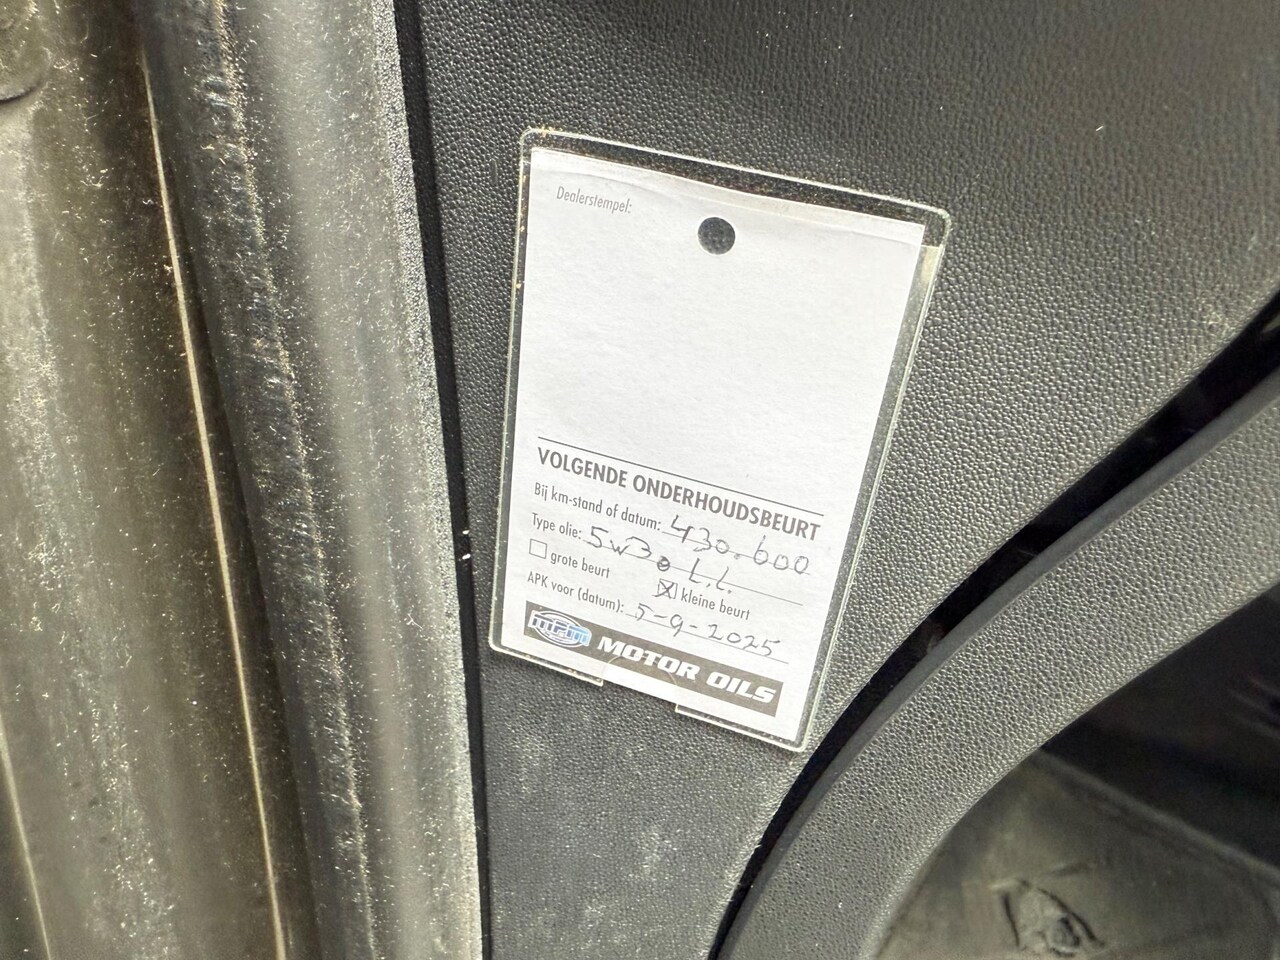 Dealerstempel:
VOLGENDE ONDERHOUDSBEURT
Bij km-stand of datum: 430.600
Type olie: 5w30 L.L.
grote beurt kleine beurt
APK voor (datum): 5-9-2025
MOTOR OILS